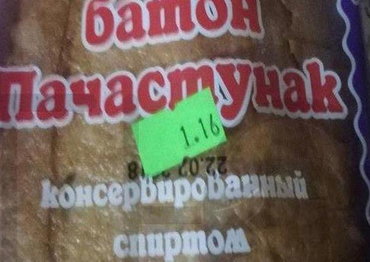 батон
Пачастунак
1.16
консервированный
спиртом